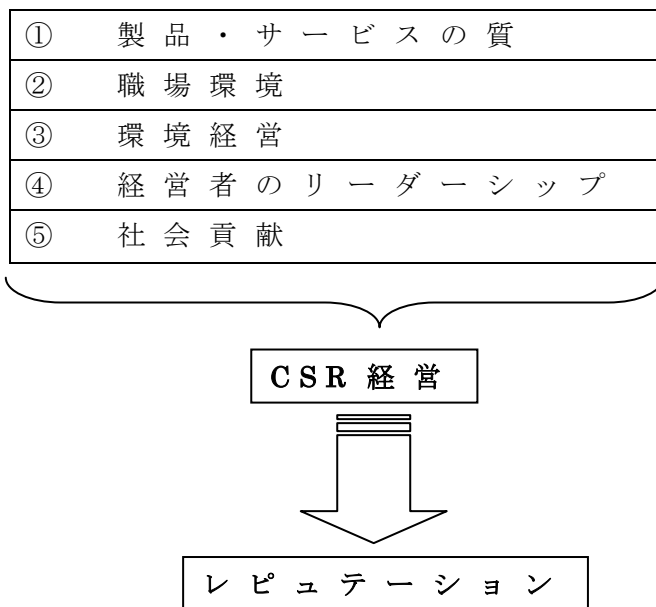 ① 製品・サービスの質
② 職場環境
③ 環境経営
④ 経営者のリーダーシップ
⑤ 社会貢献
CSR経営
レピュテーション